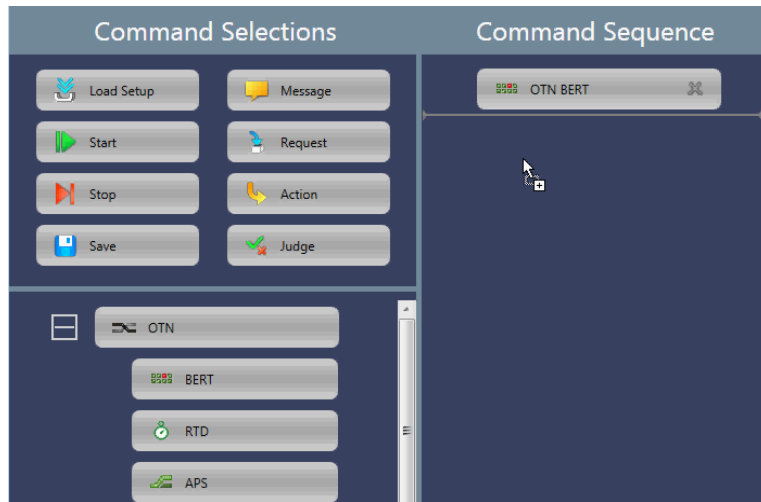 Command Selections
Command Sequence
Load Setup
Message
OTN BERT
Start
Request
Stop
Action
Save
Judge
OTN
BERT
RTD
APS